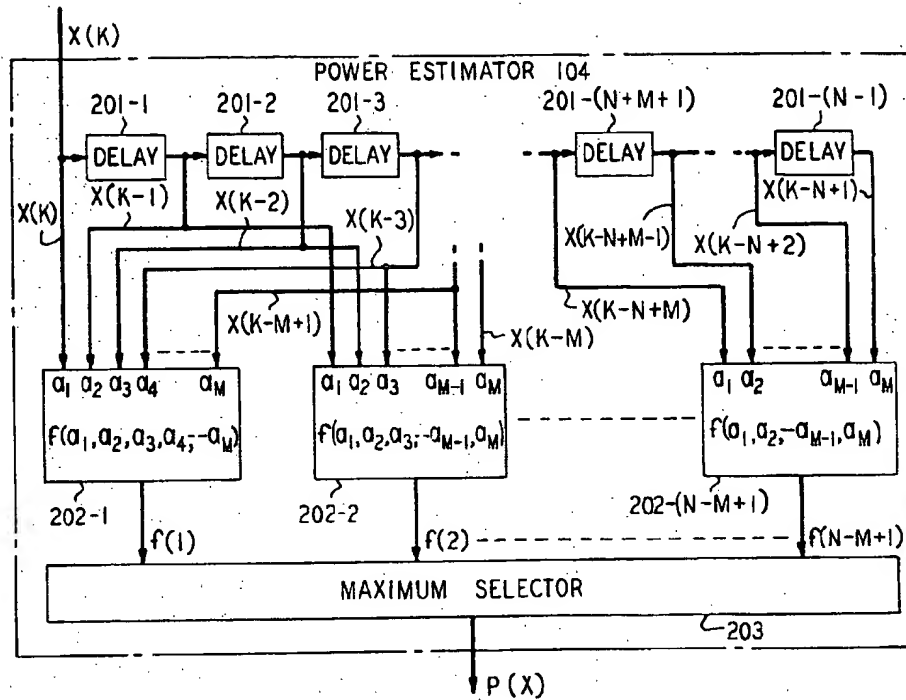 X(K)
POWER ESTIMATOR 104
201-1
201-2
201-3
201-(N+M+1)
201-(N-1)
DELAY
DELAY
DELAY
DELAY
DELAY
X(K)
X(K-1)
X(K-2)
X(K-3)
X(K-N+M-1)
X(K-N+2)
X(K-N+1)
X(K-M+1)
X(K-M)
X(K-N+M)
a1 a2 a3 a4 aM
a1 a2 a3 aM-1 aM
a1 a2 aM-1 aM
f(a1,a2,a3,a4,-aM)
f(a1,a2,a3,-aM-1,aM)
f(a1,a2,-aM-1,aM)
202-1
202-2
202-(N-M+1)
f(1)
f(2)
f(N-M+1)
MAXIMUM SELECTOR
203
P(X)